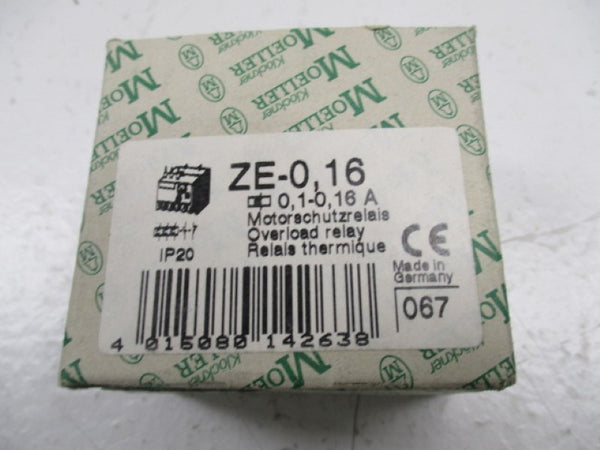 Klöckner
MOELLER
ZE-0,16
0,1-0,16 A
Motorschutzrelais
Overload relay
Relais thermique
IP20
CE
Made in
Germany
067
4 015080 142638